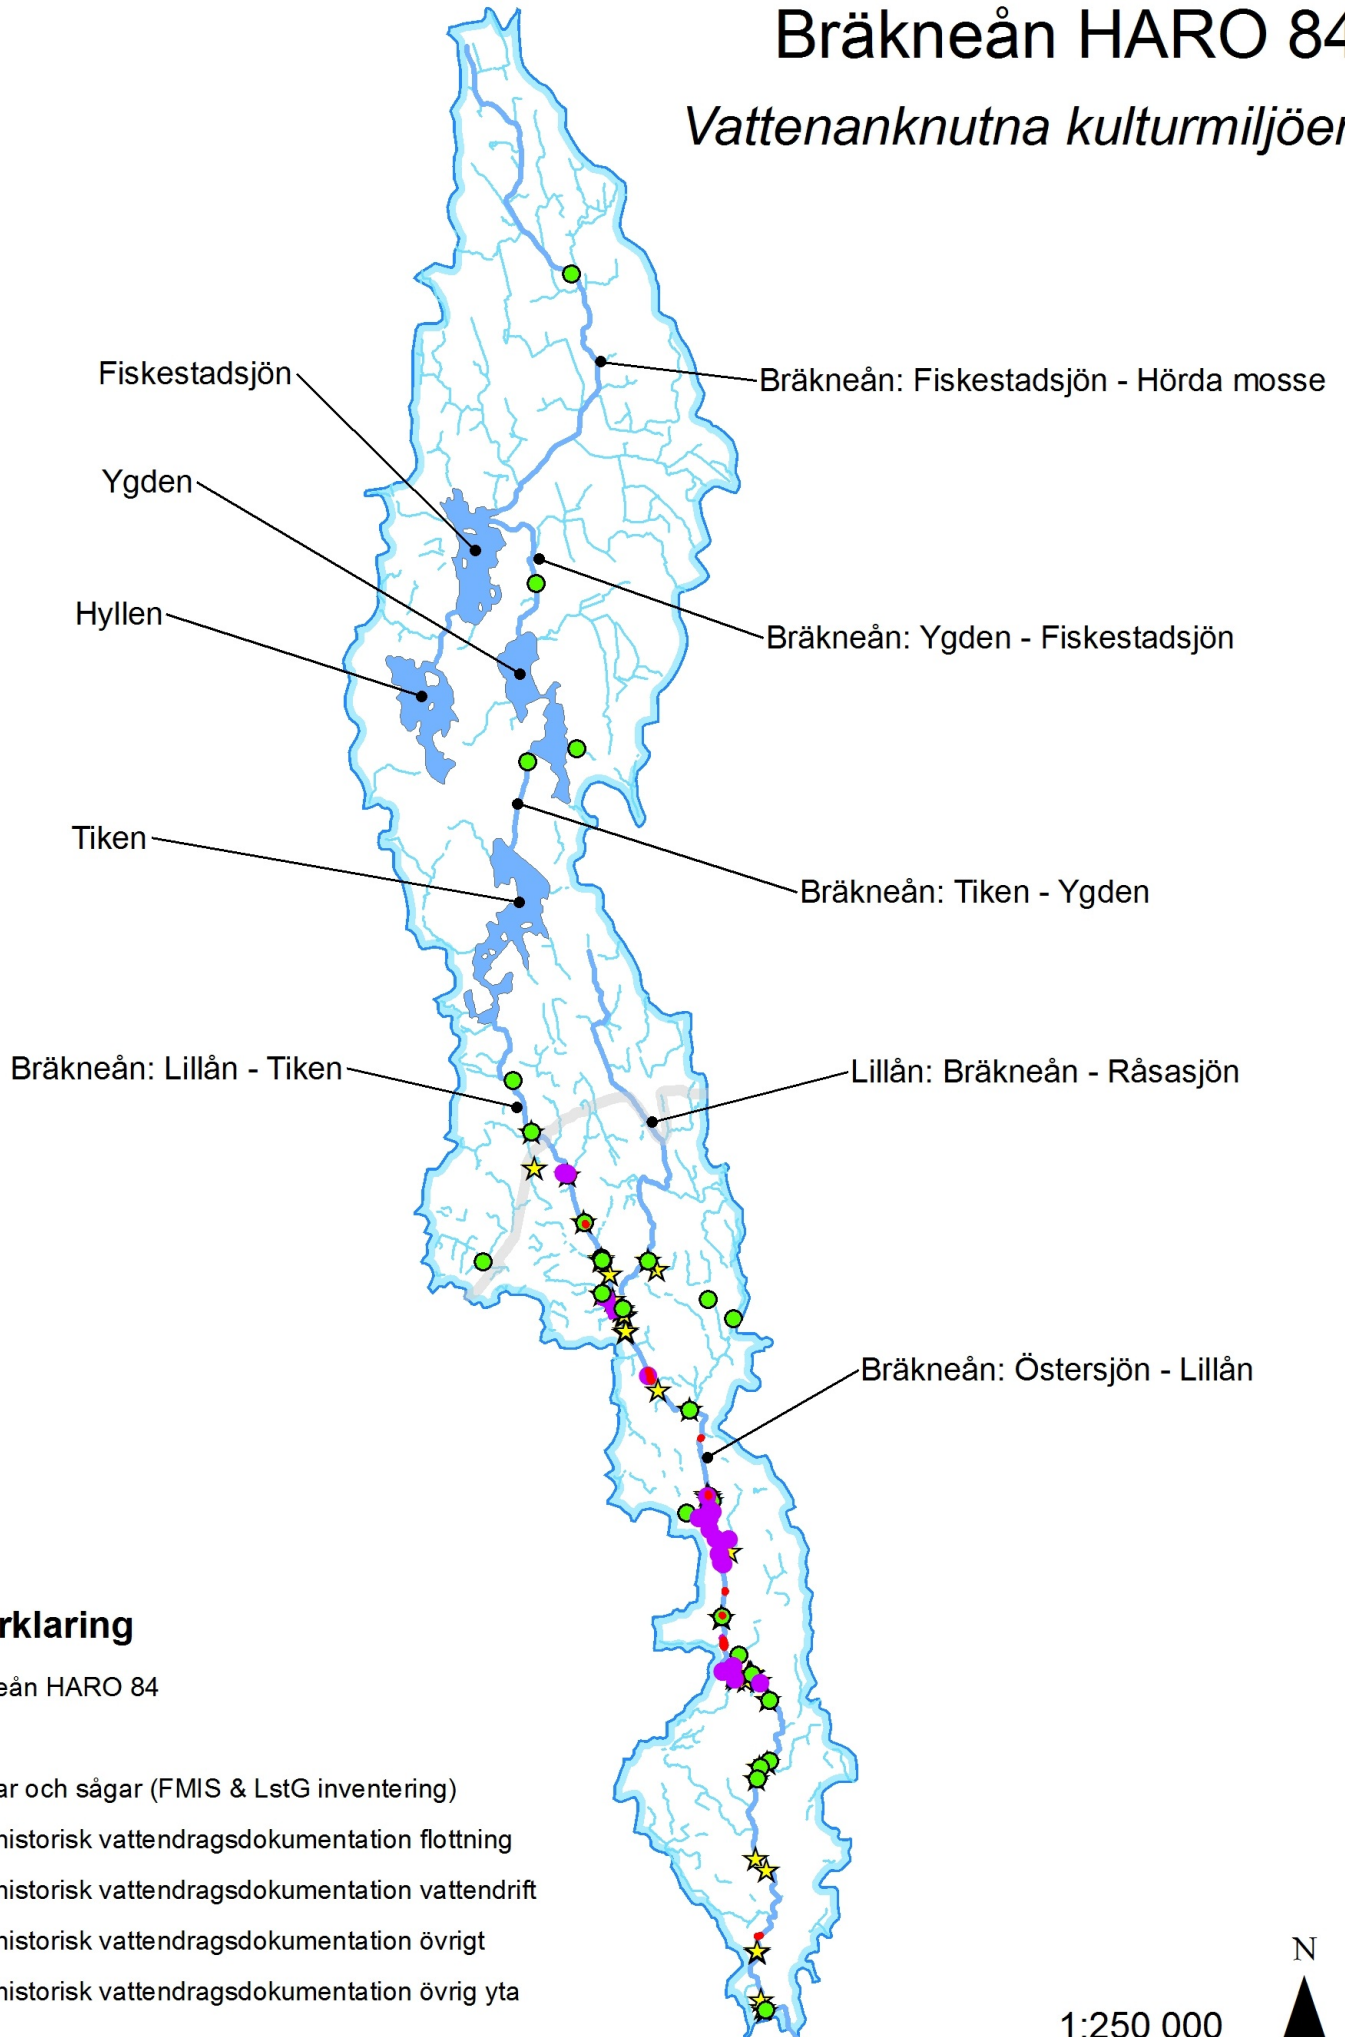 Bräkneån HARO 84
Vattenanknutna kulturmiljöer
Fiskestadsjön
Bräkneån: Fiskestadsjön - Hörda mosse
Ygden
Hyllen
Bräkneån: Ygden - Fiskestadsjön
Tiken
Bräkneån: Tiken - Ygden
Bräkneån: Lillån - Tiken
Lillån: Bräkneån - Råsasjön
Bräkneån: Östersjön - Lillån
rklaring
eån HARO 84
ar och sågar (FMIS & LstG inventering)
historisk vattendragsdokumentation flottning
historisk vattendragsdokumentation vattendrift
historisk vattendragsdokumentation övrigt
historisk vattendragsdokumentation övrig yta
N
1:250 000